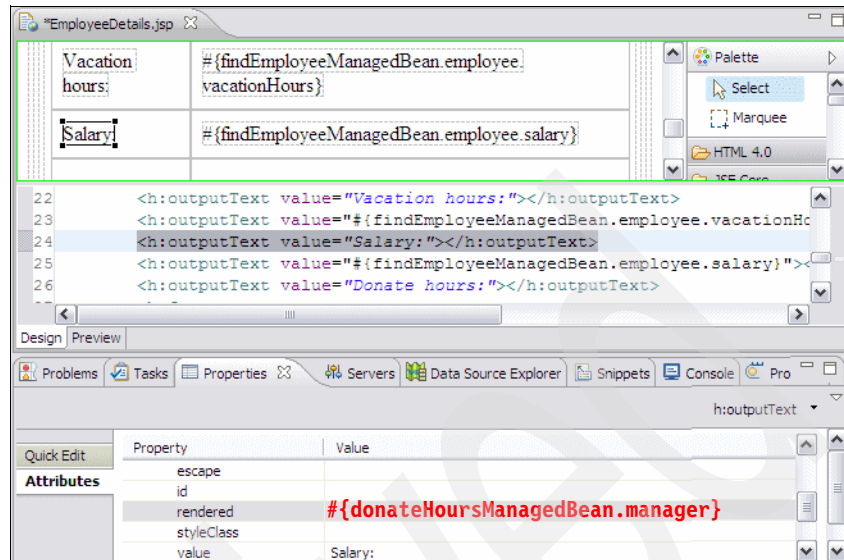 *EmployeeDetails.jsp
Vacation hours:
#{findEmployeeManagedBean.employee.
vacationHours}
Salary:
#{findEmployeeManagedBean.employee.salary}
Palette
Select
Marquee
HTML 4.0
JSF Core
22 <h:outputText value="Vacation hours:"></h:outputText>
23 <h:outputText value="#{findEmployeeManagedBean.employee.vacationHo
24 <h:outputText value="Salary:"></h:outputText>
25 <h:outputText value="#{findEmployeeManagedBean.employee.salary}"><
26 <h:outputText value="Donate hours:"></h:outputText>
Design Preview
Problems Tasks Properties Servers Data Source Explorer Snippets Console Pro
h:outputText
Quick Edit
Attributes
Property Value
escape
id
rendered #{donateHoursManagedBean.manager}
styleClass
value Salary: